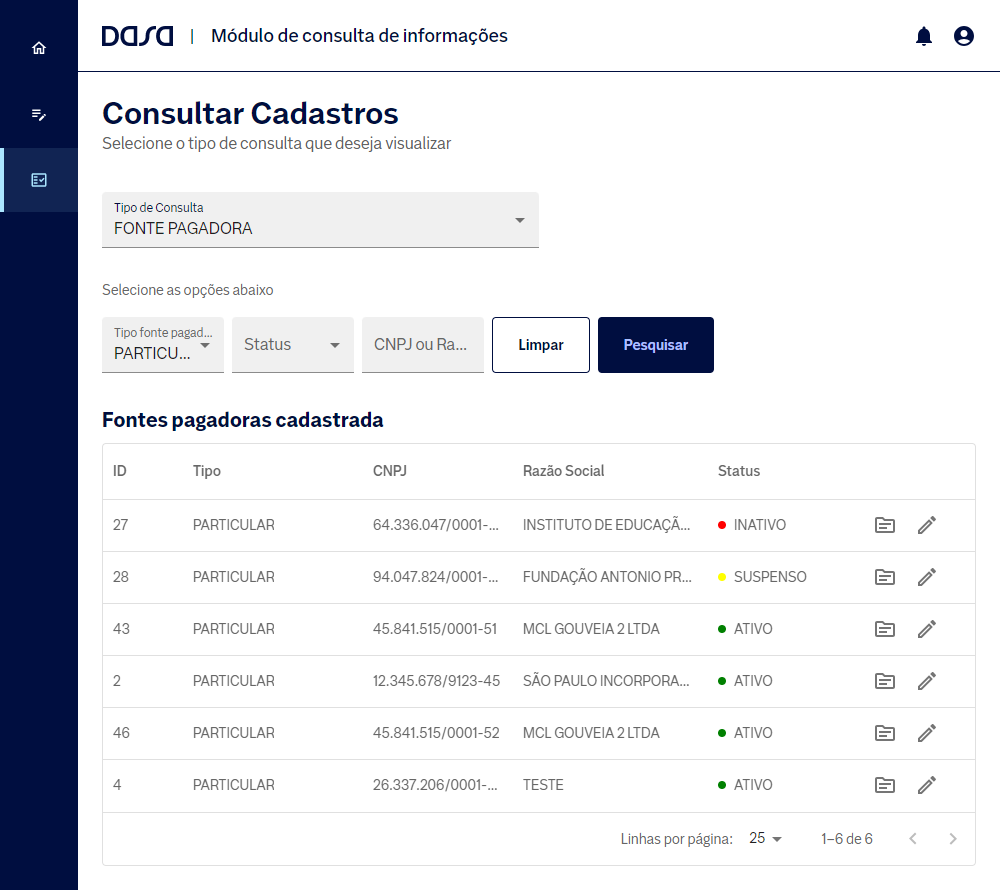 DASA | Módulo de consulta de informações
Consultar Cadastros
Selecione o tipo de consulta que deseja visualizar
Tipo de Consulta
FONTE PAGADORA
Selecione as opções abaixo
Tipo fonte pagad...
PARTICU...
Status
CNPJ ou Ra...
Limpar
Pesquisar
Fontes pagadoras cadastrada
ID Tipo CNPJ Razão Social Status
27 PARTICULAR 64.336.047/0001-... INSTITUTO DE EDUCAÇÃ... INATIVO
28 PARTICULAR 94.047.824/0001-... FUNDAÇÃO ANTONIO PR... SUSPENSO
43 PARTICULAR 45.841.515/0001-51 MCL GOUVEIA 2 LTDA ATIVO
2 PARTICULAR 12.345.678/9123-45 SÃO PAULO INCORPORA... ATIVO
46 PARTICULAR 45.841.515/0001-52 MCL GOUVEIA 2 LTDA ATIVO
4 PARTICULAR 26.337.206/0001-... TESTE ATIVO
Linhas por página: 25 1–6 de 6